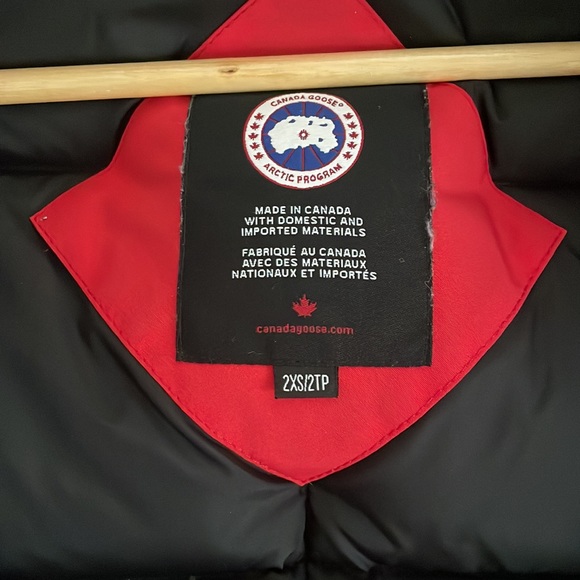 CANADA GOOSE®
ARCTIC PROGRAM
MADE IN CANADA
WITH DOMESTIC AND
IMPORTED MATERIALS
FABRIQUÉ AU CANADA
AVEC DES MATERIAUX
NATIONAUX ET IMPORTÉS
canadagoose.com
2XS/2TP